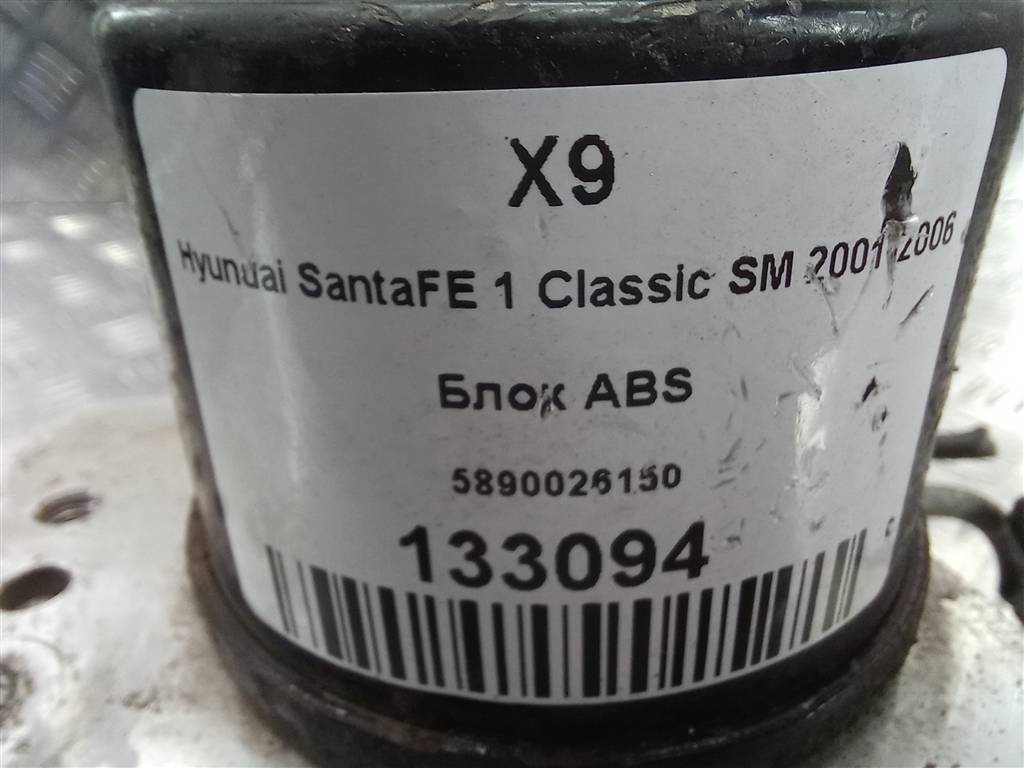 X9
Hyundai SantaFE 1 Classic SM 2001-2006
Блок ABS
5890026150
133094